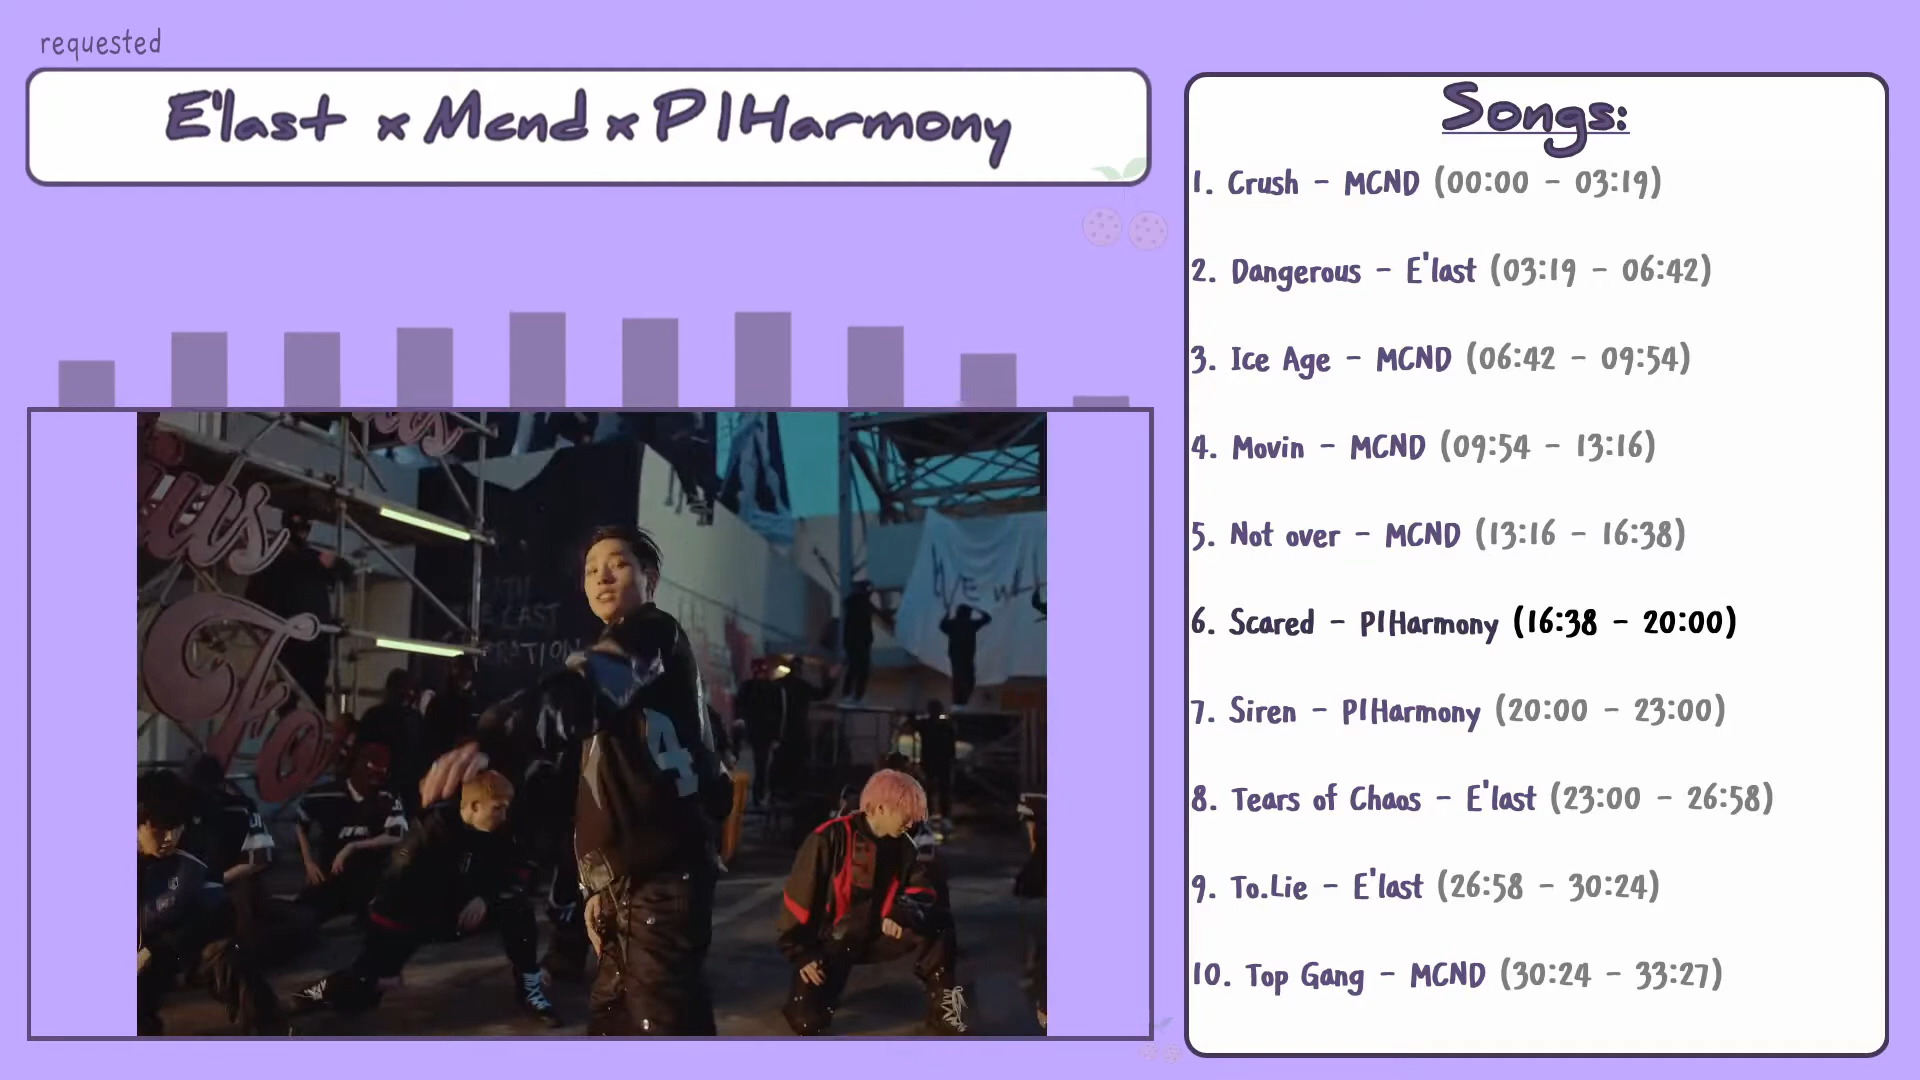 requested
E'last x Mcnd x P1Harmony
Songs:
1. Crush - MCND (00:00 - 03:19)
2. Dangerous - E'last (03:19 - 06:42)
3. Ice Age - MCND (06:42 - 09:54)
4. Movin - MCND (09:54 - 13:16)
5. Not over - MCND (13:16 - 16:38)
6. Scared - P1Harmony (16:38 - 20:00)
7. Siren - P1Harmony (20:00 - 23:00)
8. Tears of Chaos - E'last (23:00 - 26:58)
9. To.Lie - E'last (26:58 - 30:24)
10. Top Gang - MCND (30:24 - 33:27)
us
Fo
4